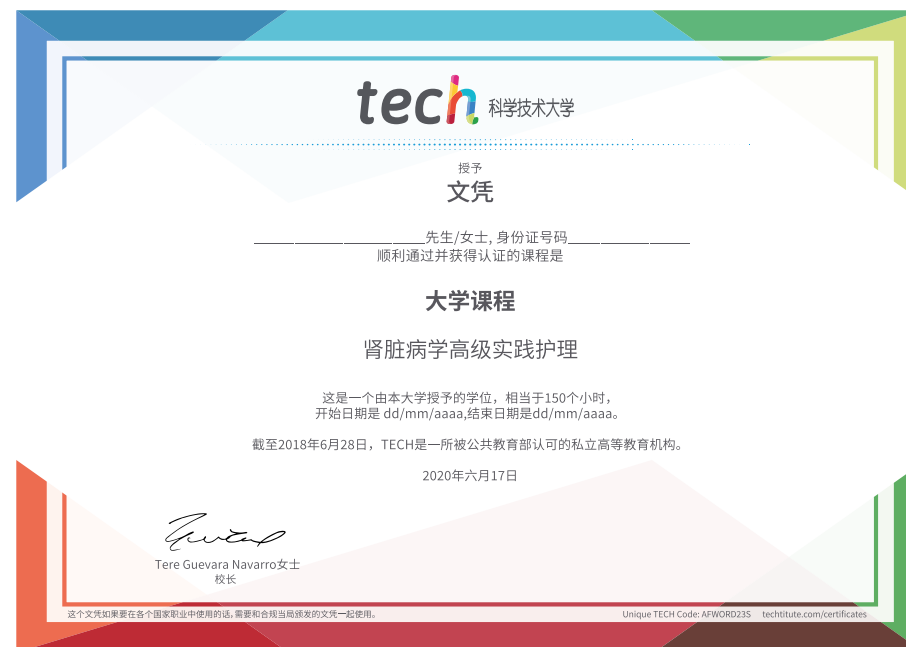 tech 科学技术大学
授予
文凭
_____________________先生/女士, 身份证号码_______________
顺利通过并获得认证的课程是
大学课程
肾脏病学高级实践护理
这是一个由本大学授予的学位，相当于150个小时，
开始日期是 dd/mm/aaaa,结束日期是dd/mm/aaaa。
截至2018年6月28日，TECH是一所被公共教育部认可的私立高等教育机构。
2020年六月17日
Tere Guevara Navarro女士
校长
这个文凭如果要在各个国家职业中使用的话,需要和合规当局颁发的文凭一起使用。
Unique TECH Code: AFWORD23S techtitute.com/certificates